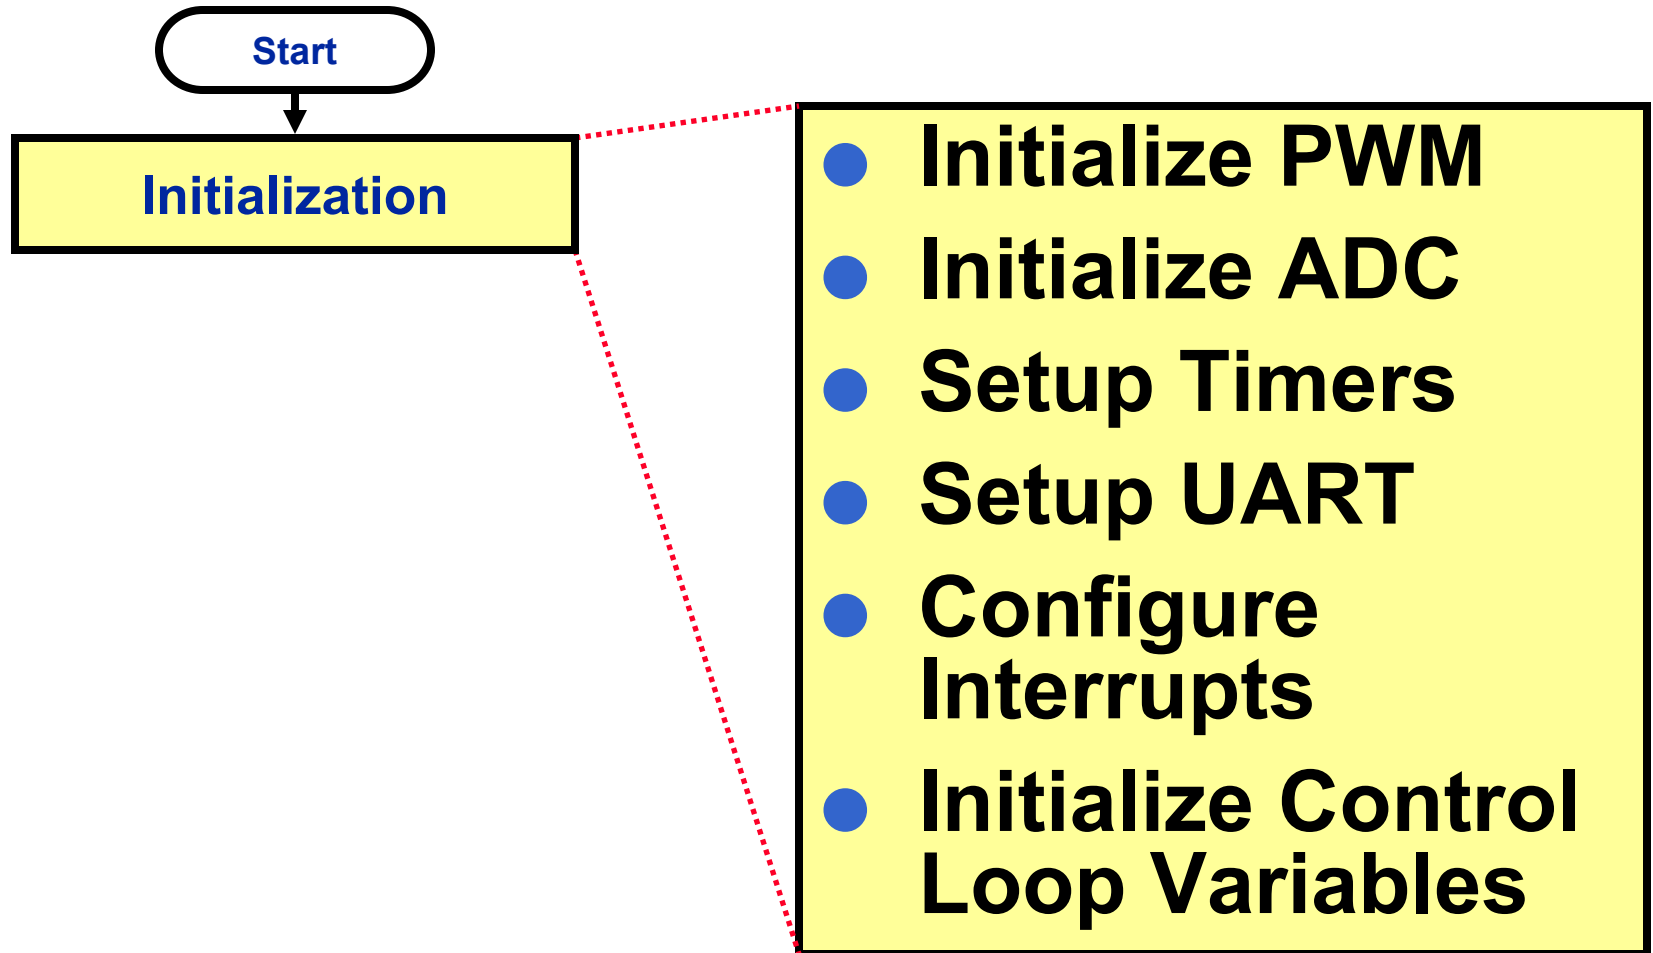 Start
Initialization
Initialize PWM
Initialize ADC
Setup Timers
Setup UART
Configure
Interrupts
Initialize Control
Loop Variables